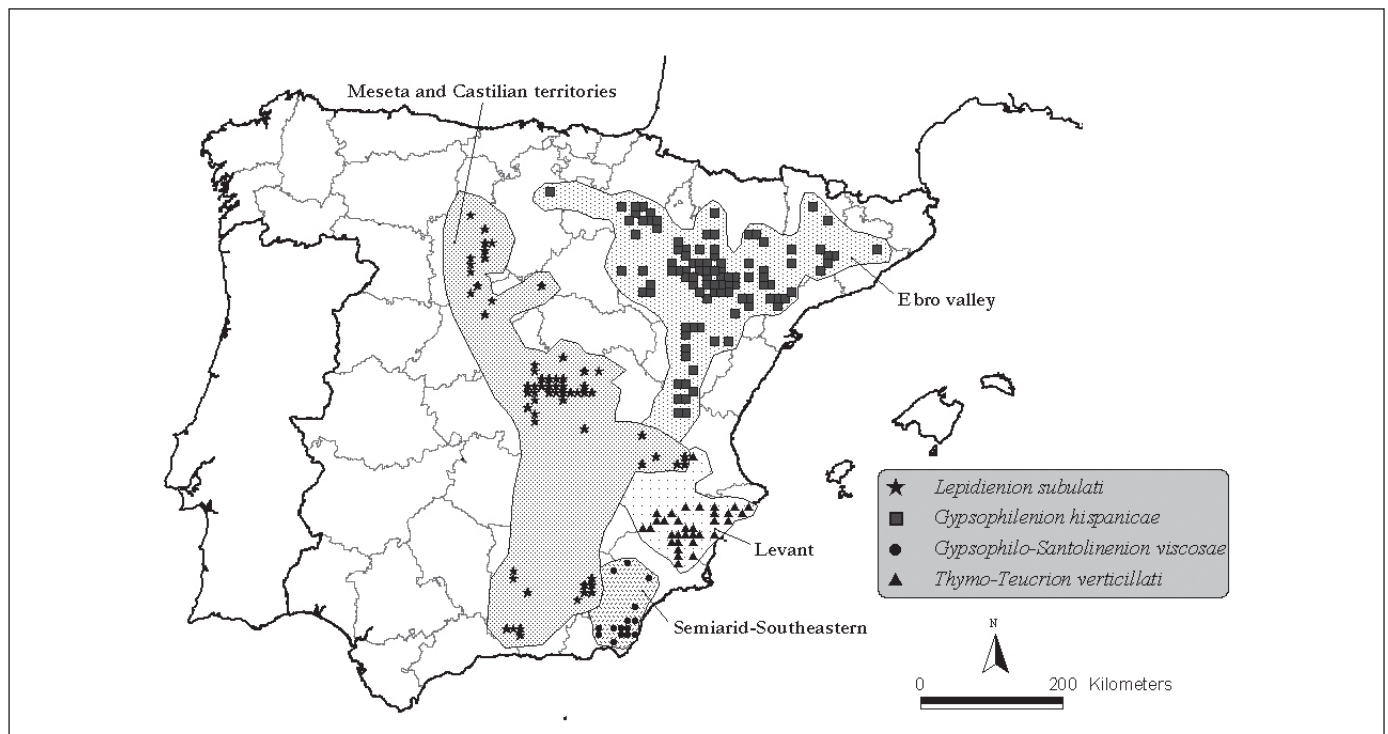 Meseta and Castilian territories
Ebro valley
Levant
Semiarid-Southeastern
Lepidienion subulati
Gypsophilenion hispanicae
Gypsophilo-Santolinenion viscosae
Thymo-Teucrion verticillati
N
0 200 Kilometers